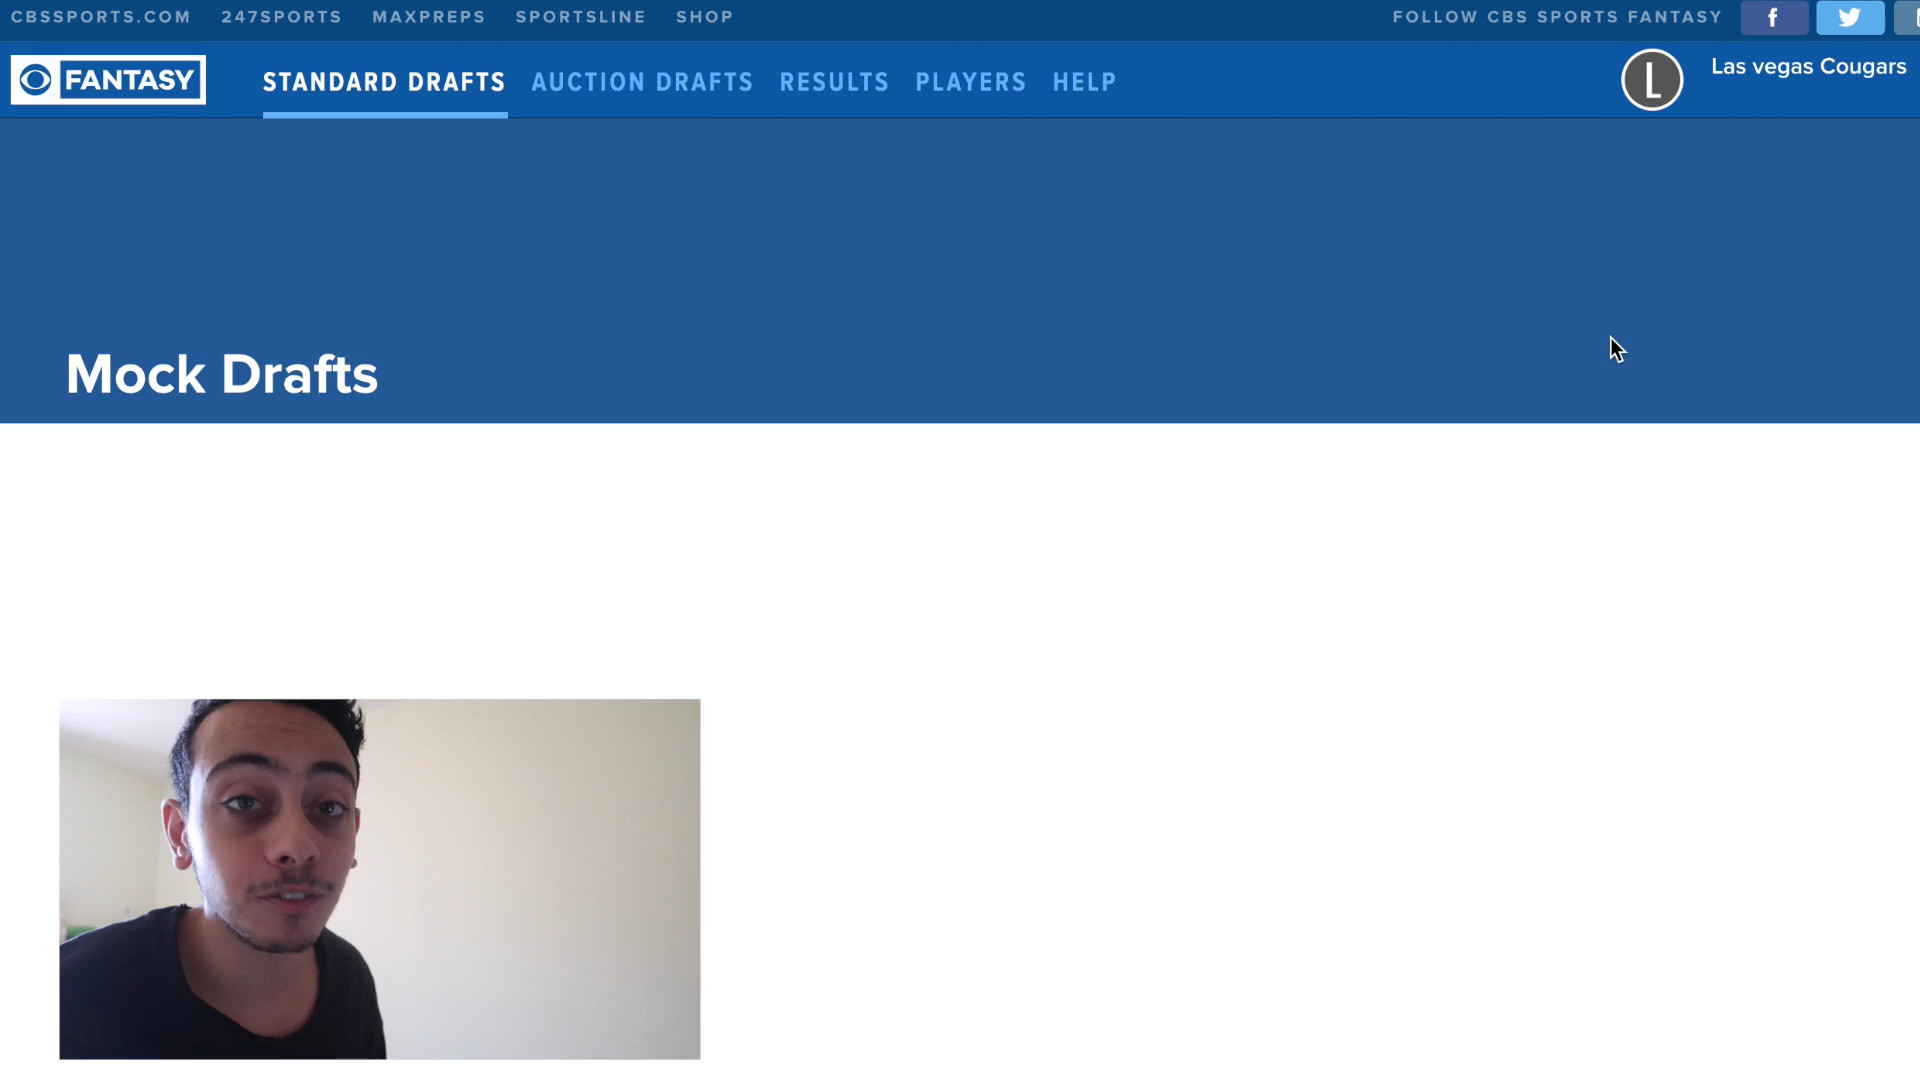 CBSSPORTS.COM 247SPORTS MAXPREPS SPORTSLINE SHOP FOLLOW CBS SPORTS FANTASY
FANTASY STANDARD DRAFTS AUCTION DRAFTS RESULTS PLAYERS HELP L Las vegas Cougars
Mock Drafts